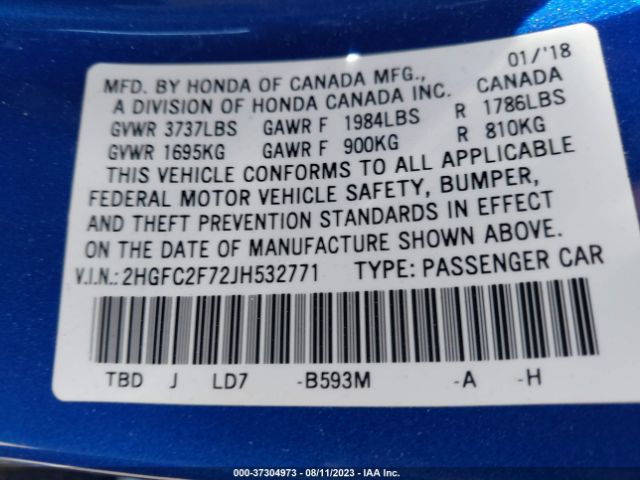 01/'18
MFD. BY HONDA OF CANADA MFG., CANADA
A DIVISION OF HONDA CANADA INC.
GVWR 3737LBS GAWR F 1984LBS R 1786LBS
GVWR 1695KG GAWR F 900KG R 810KG
THIS VEHICLE CONFORMS TO ALL APPLICABLE
FEDERAL MOTOR VEHICLE SAFETY, BUMPER,
AND THEFT PREVENTION STANDARDS IN EFFECT
ON THE DATE OF MANUFACTURE SHOWN ABOVE.
V.I.N.: 2HGFC2F72JH532771 TYPE: PASSENGER CAR
TBD J LD7 -B593M -A -H
000-37304973 - 08/11/2023 - IAA Inc.